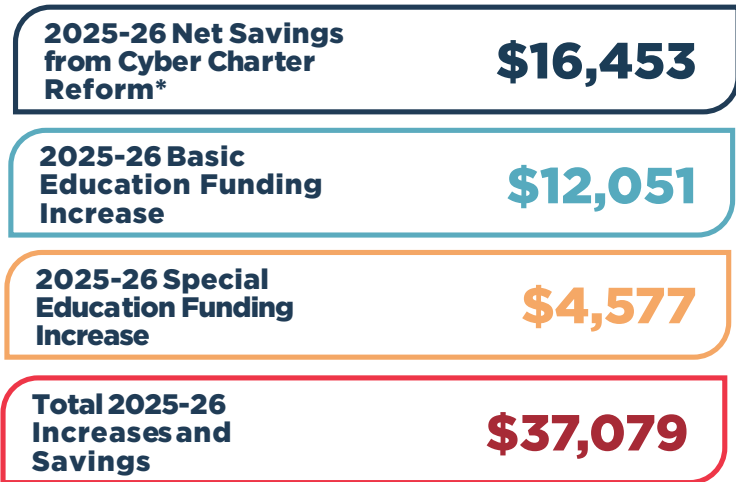 2025-26 Net Savings
from Cyber Charter
Reform*
$16,453
2025-26 Basic
Education Funding
Increase
$12,051
2025-26 Special
Education Funding
Increase
$4,577
Total 2025-26
Increases and
Savings
$37,079